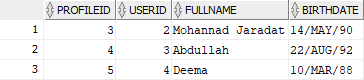 PROFILEID USERID FULLNAME BIRTHDATE
1 3 2 Mohannad Jaradat 14/MAY/90
2 4 3 Abdullah 22/AUG/92
3 5 4 Deema 10/MAR/88